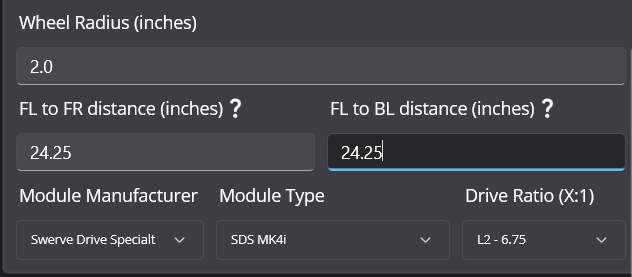 Wheel Radius (inches)
2.0
FL to FR distance (inches) ? FL to BL distance (inches) ?
24.25 24.25
Module Manufacturer Module Type Drive Ratio (X:1)
Swerve Drive Specialt SDS MK4i L2 - 6.75